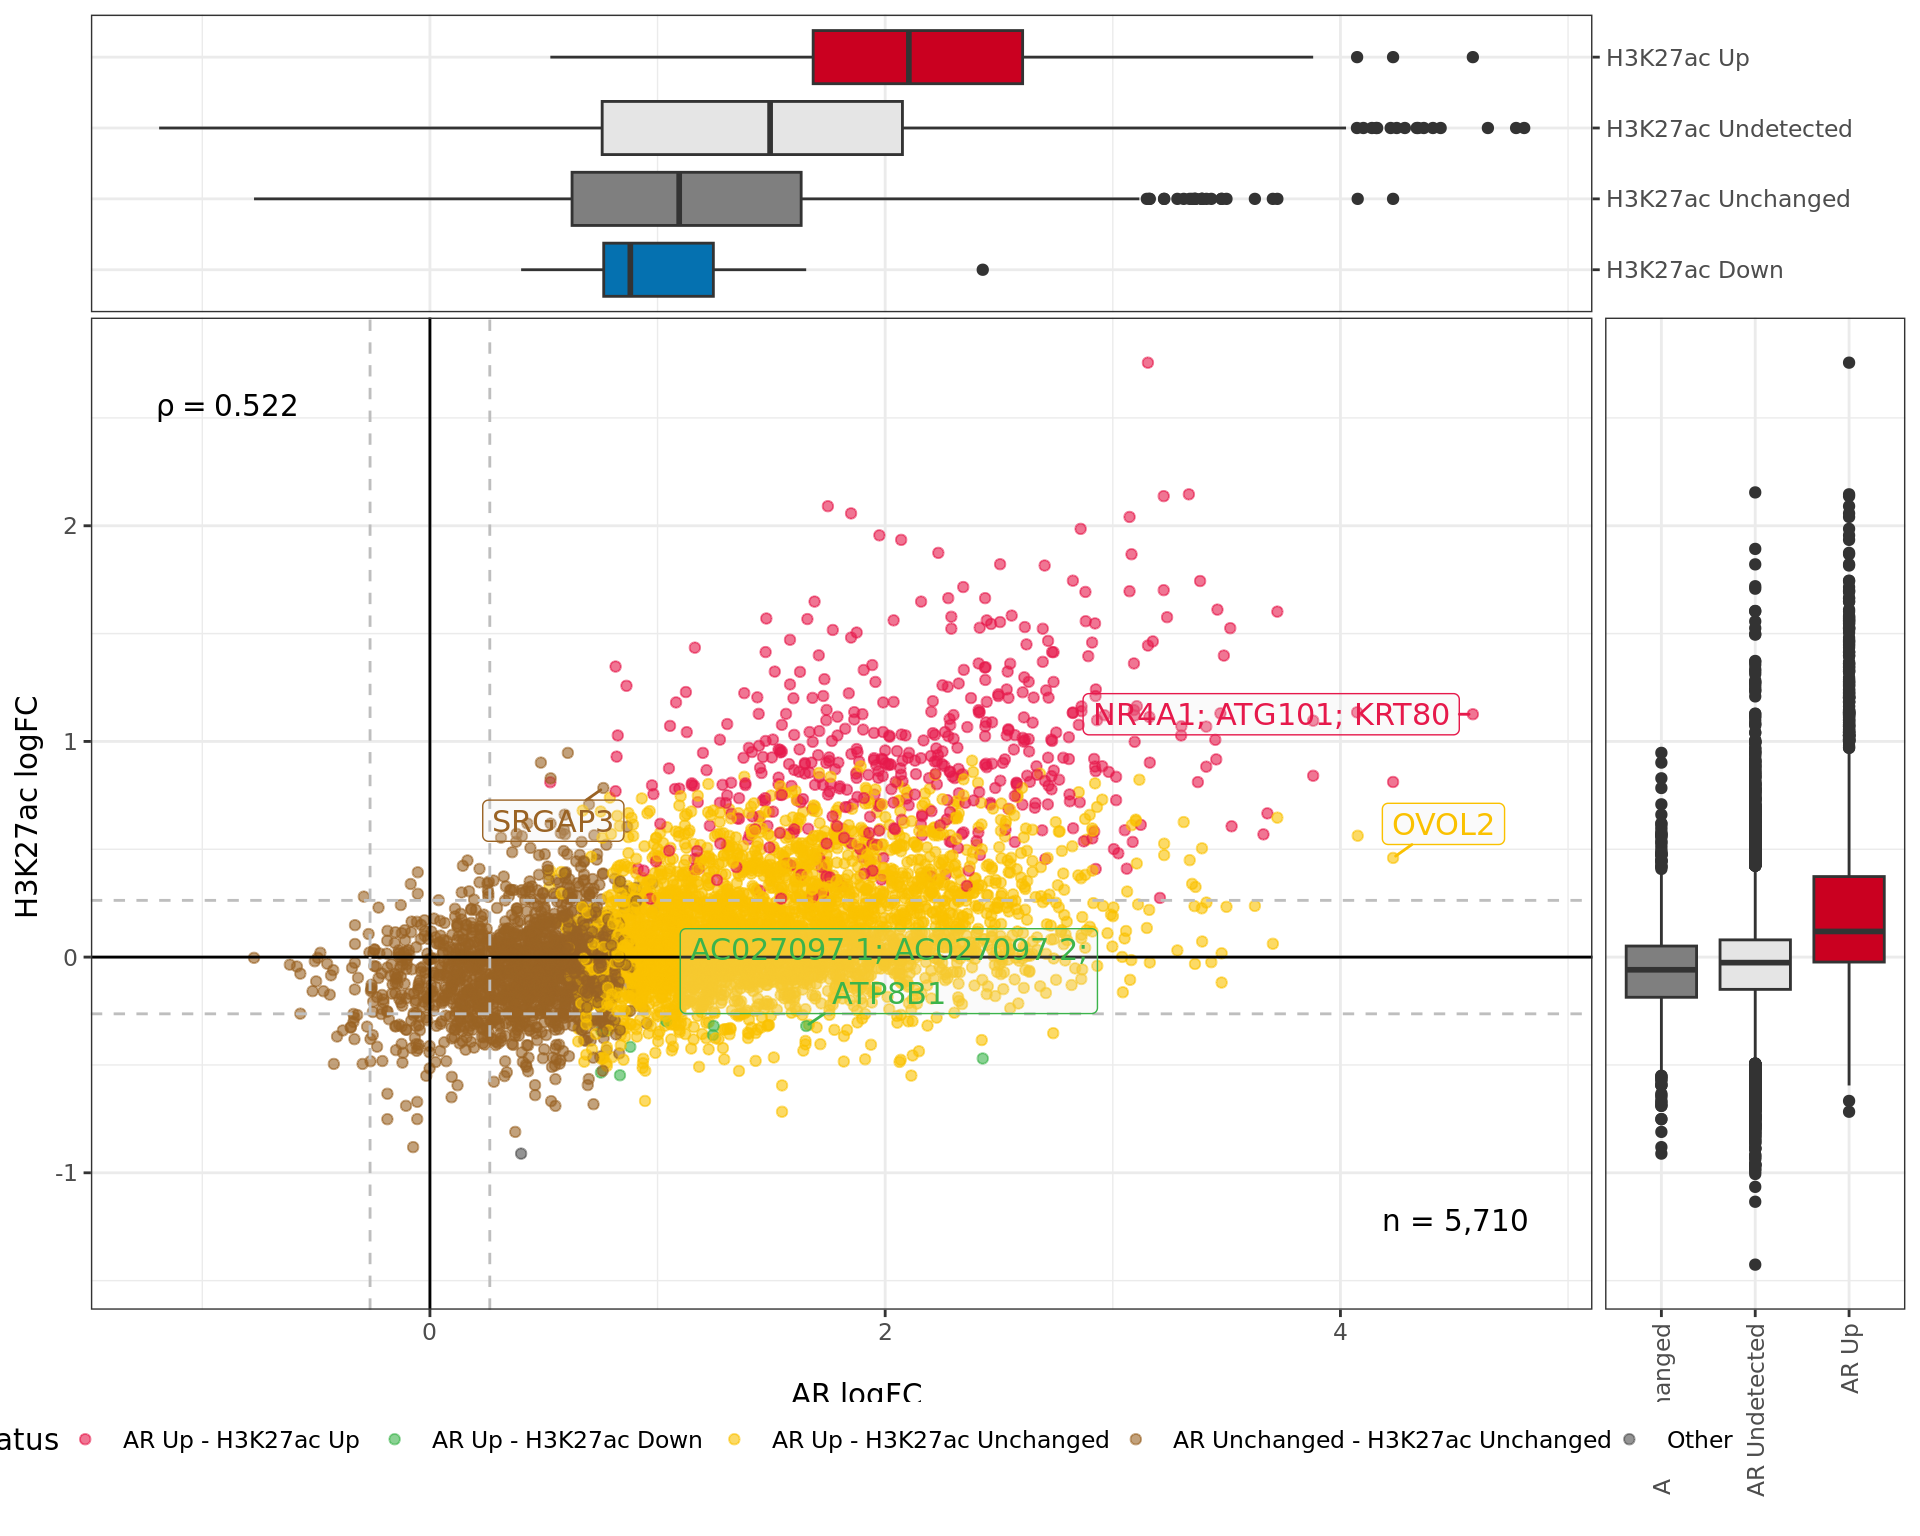 H3K27ac Up
H3K27ac Undetected
H3K27ac Unchanged
H3K27ac Down
ρ = 0.522
2
1
0
-1
H3K27ac logFC
NR4A1; ATG101; KRT80
SRGAP3
OVOL2
AC027097.1; AC027097.2;
ATP8B1
n = 5,710
0
2
4
AR logFC
A
hanged
AR Undetected
AR Up
atus
AR Up - H3K27ac Up
AR Up - H3K27ac Down
AR Up - H3K27ac Unchanged
AR Unchanged - H3K27ac Unchanged
Other